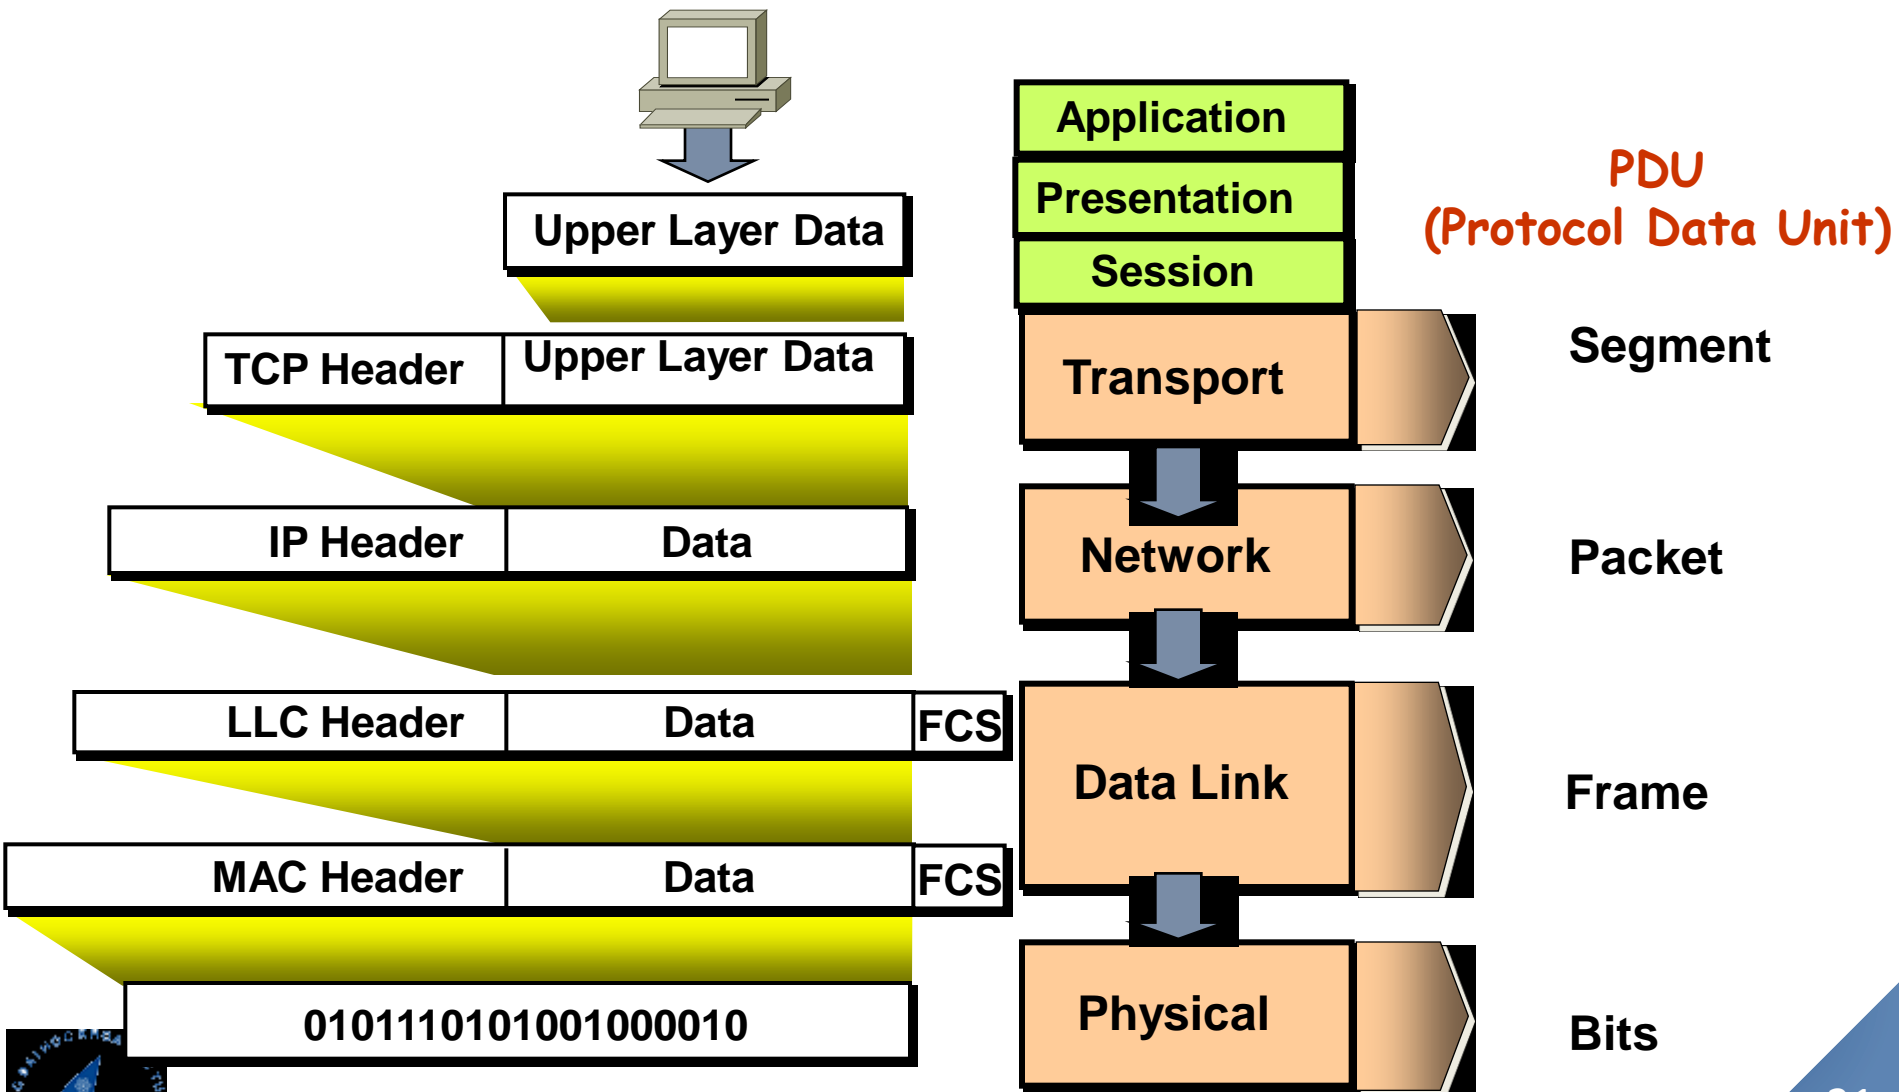 Application
PDU
Presentation
(Protocol Data Unit)
Upper Layer Data
Session
Segment
TCP Header
Upper Layer Data
Transport
IP Header
Data
Network
Packet
LLC Header
Data
FCS
Data Link
Frame
MAC Header
Data
FCS
0101110101001000010
Physical
Bits